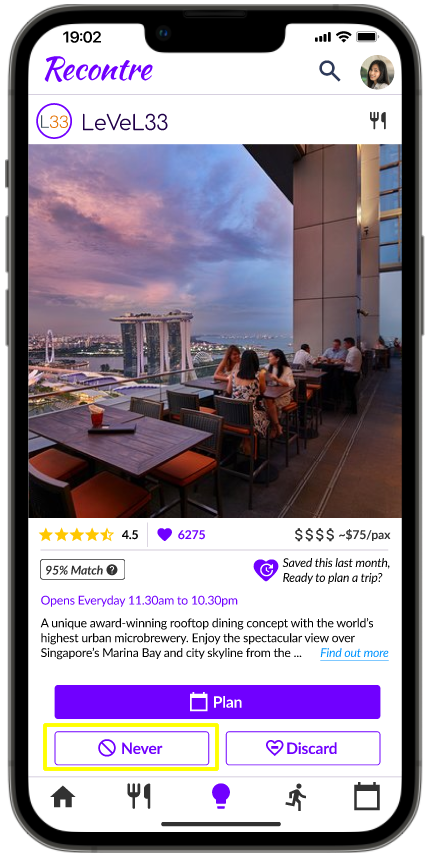 19:02
Recontre
L33 LeVeL33
4.5 6275 $$$$ ~$75/pax
95% Match ? Saved this last month,
Ready to plan a trip?
Opens Everyday 11.30am to 10.30pm
A unique award-winning rooftop dining concept with the world's
highest urban microbrewery. Enjoy the spectacular view over
Singapore's Marina Bay and city skyline from the ... Find out more
Plan
Never Discard